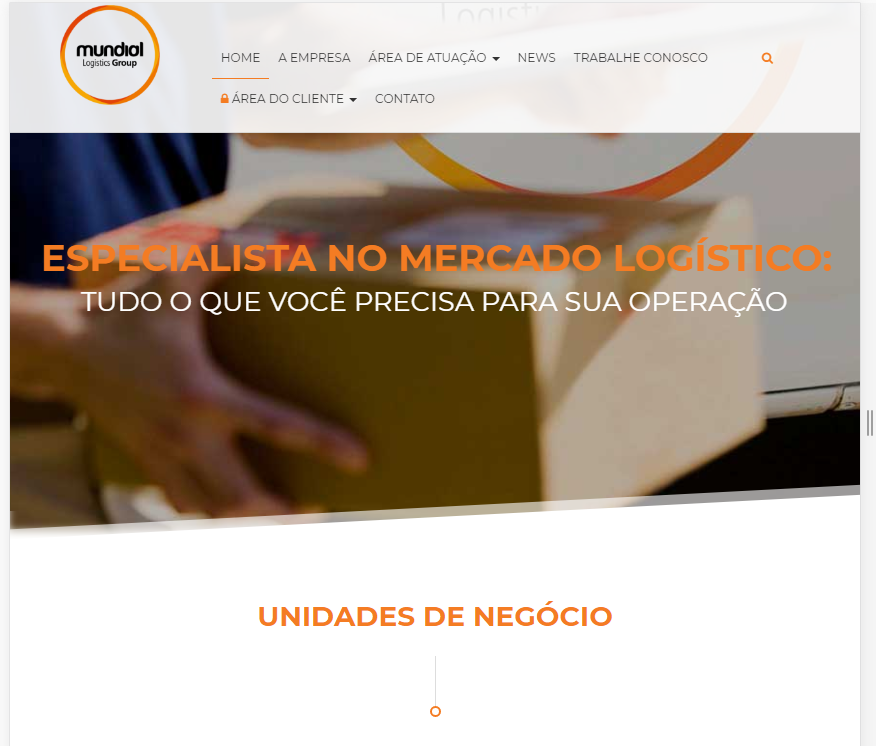 mundial
Logistics Group
Logisti
HOME A EMPRESA ÁREA DE ATUAÇÃO NEWS TRABALHE CONOSCO
ÁREA DO CLIENTE CONTATO
ESPECIALISTA NO MERCADO LOGÍSTICO:
TUDO O QUE VOCÊ PRECISA PARA SUA OPERAÇÃO
UNIDADES DE NEGÓCIO